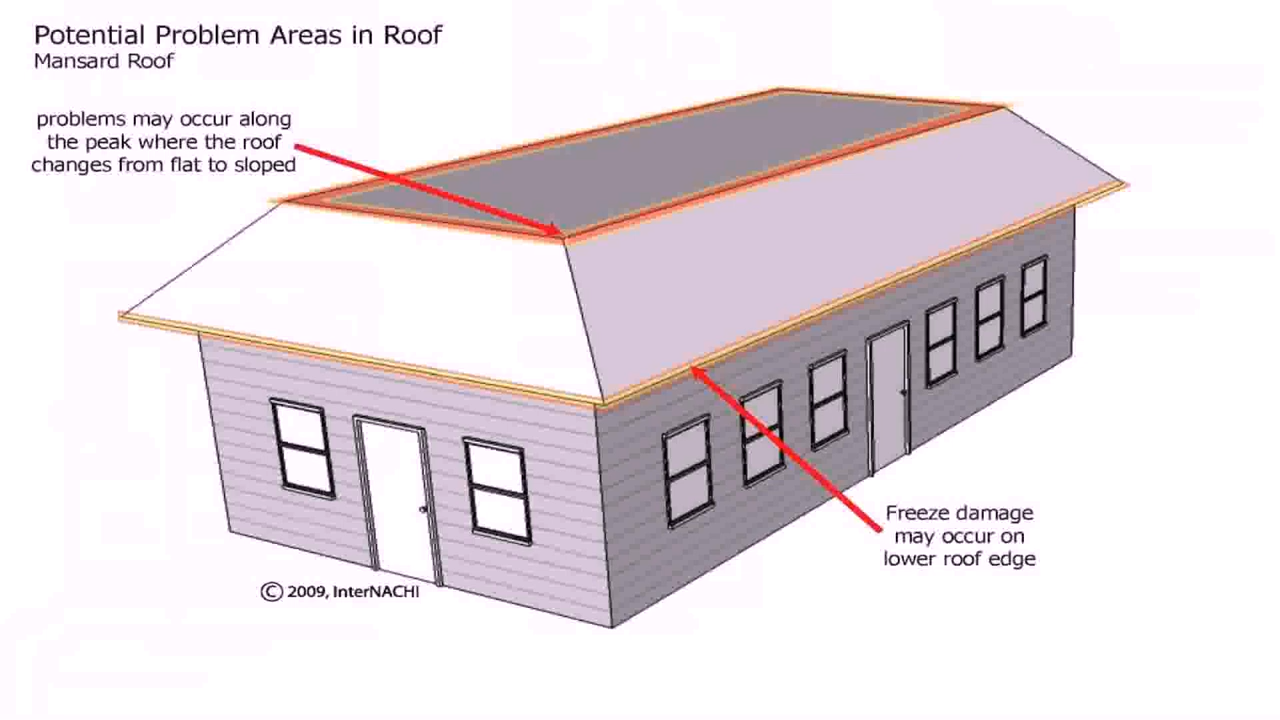 Potential Problem Areas in Roof
Mansard Roof
problems may occur along
the peak where the roof
changes from flat to sloped
Freeze damage
may occur on
lower roof edge
© 2009, InterNACHI